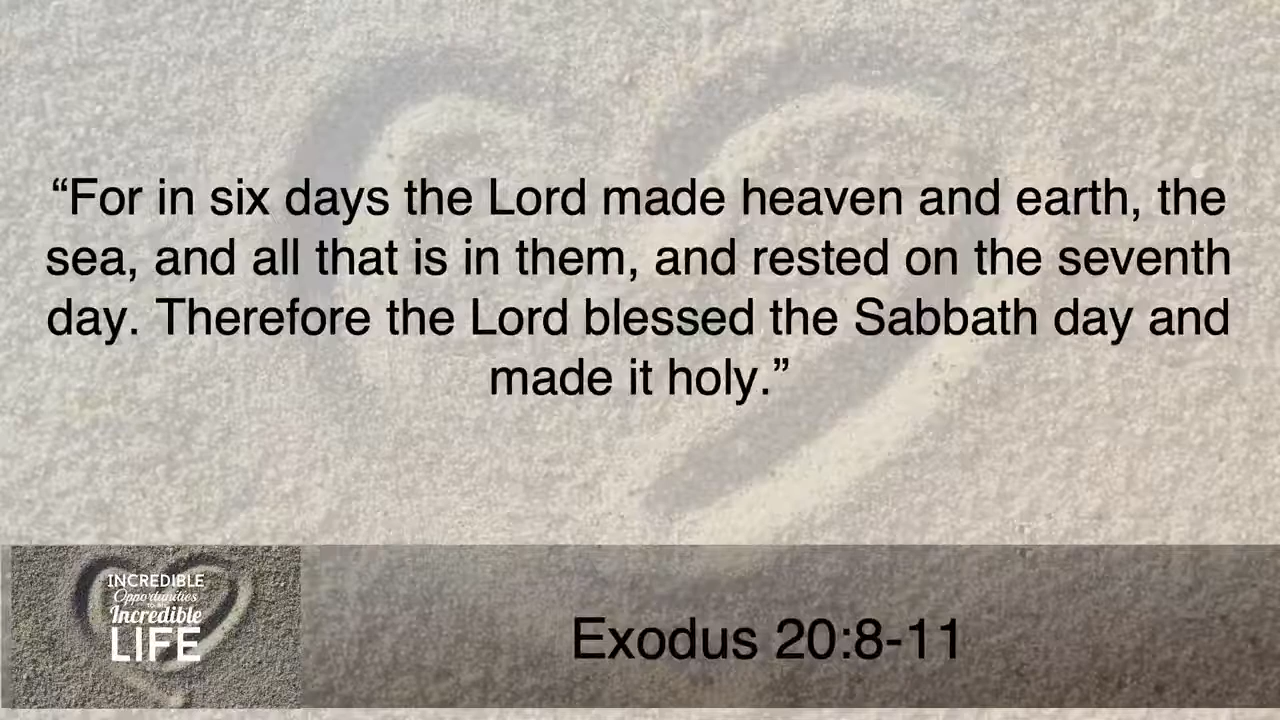 “For in six days the Lord made heaven and earth, the
sea, and all that is in them, and rested on the seventh
day. Therefore the Lord blessed the Sabbath day and
made it holy.”
INCREDIBLE
Opportunities
Incredible
LIFE
Exodus 20:8-11